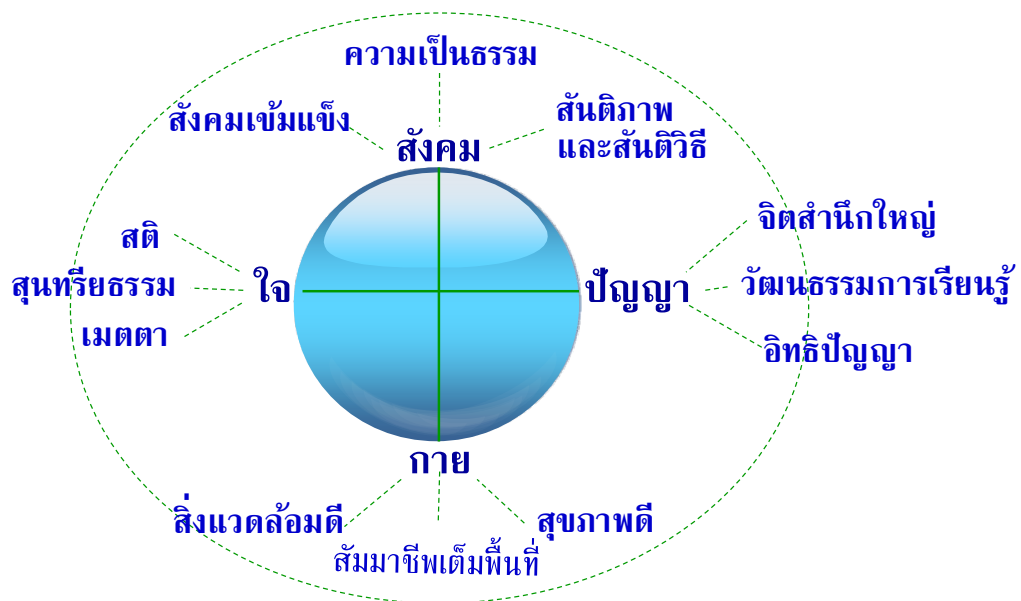 ความเป็นธรรม
สังคมเข้มแข็ง
สันติภาพ
และสันติวิธี
สังคม
จิตสำนึกใหญ่
สติ
สุนทรียธรรม
ใจ
ปัญญา
วัฒนธรรมการเรียนรู้
เมตตา
อิทธิปัญญา
กาย
สิ่งแวดล้อมดี
สุขภาพดี
สัมมาชีพเต็มพื้นที่